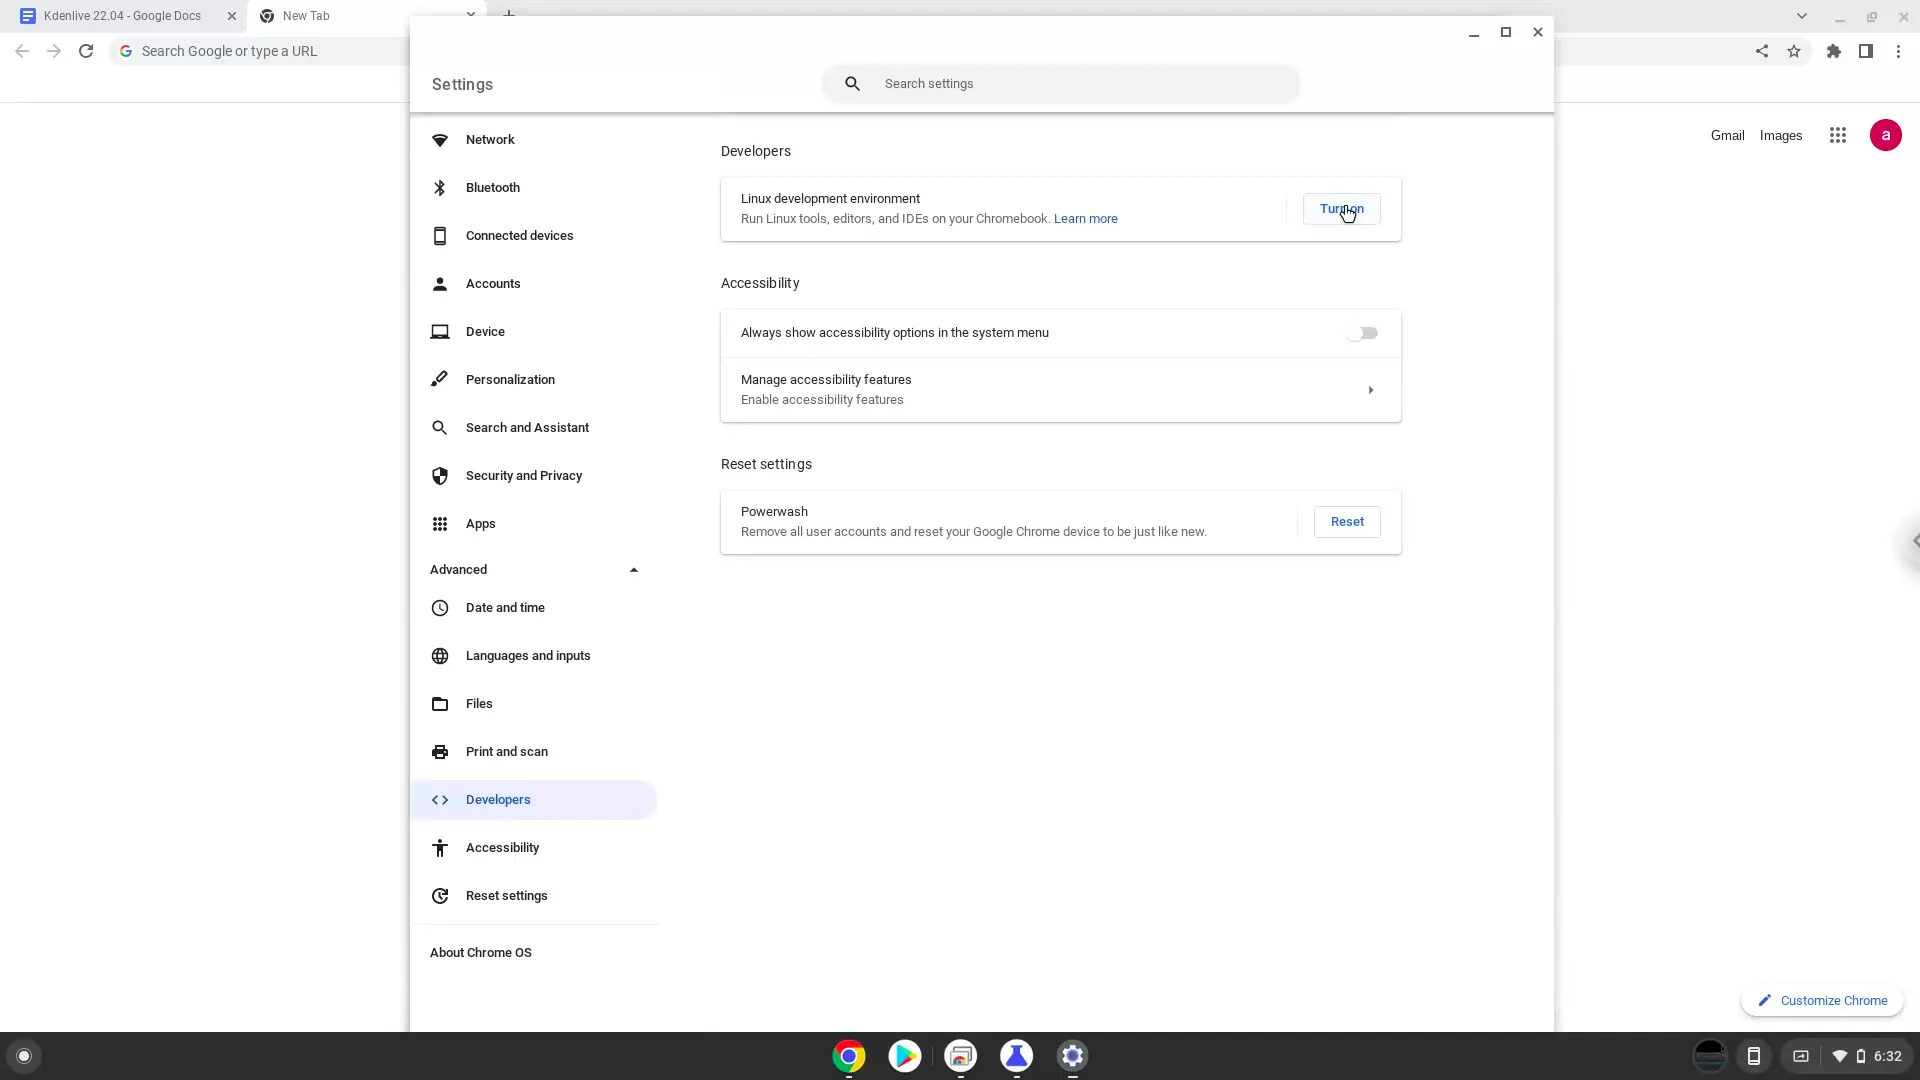 Kdenlive 22.04 - Google Docs
New Tab
Search Google or type a URL
Gmail
Images
a
Settings
Search settings
Network
Bluetooth
Connected devices
Accounts
Device
Personalization
Search and Assistant
Security and Privacy
Apps
Advanced
Date and time
Languages and inputs
Files
Print and scan
Developers
Accessibility
Reset settings
About Chrome OS
Developers
Linux development environment
Run Linux tools, editors, and IDEs on your Chromebook. Learn more
Turn on
Accessibility
Always show accessibility options in the system menu
Manage accessibility features
Enable accessibility features
Reset settings
Powerwash
Remove all user accounts and reset your Google Chrome device to be just like new.
Reset
Customize Chrome
6:32